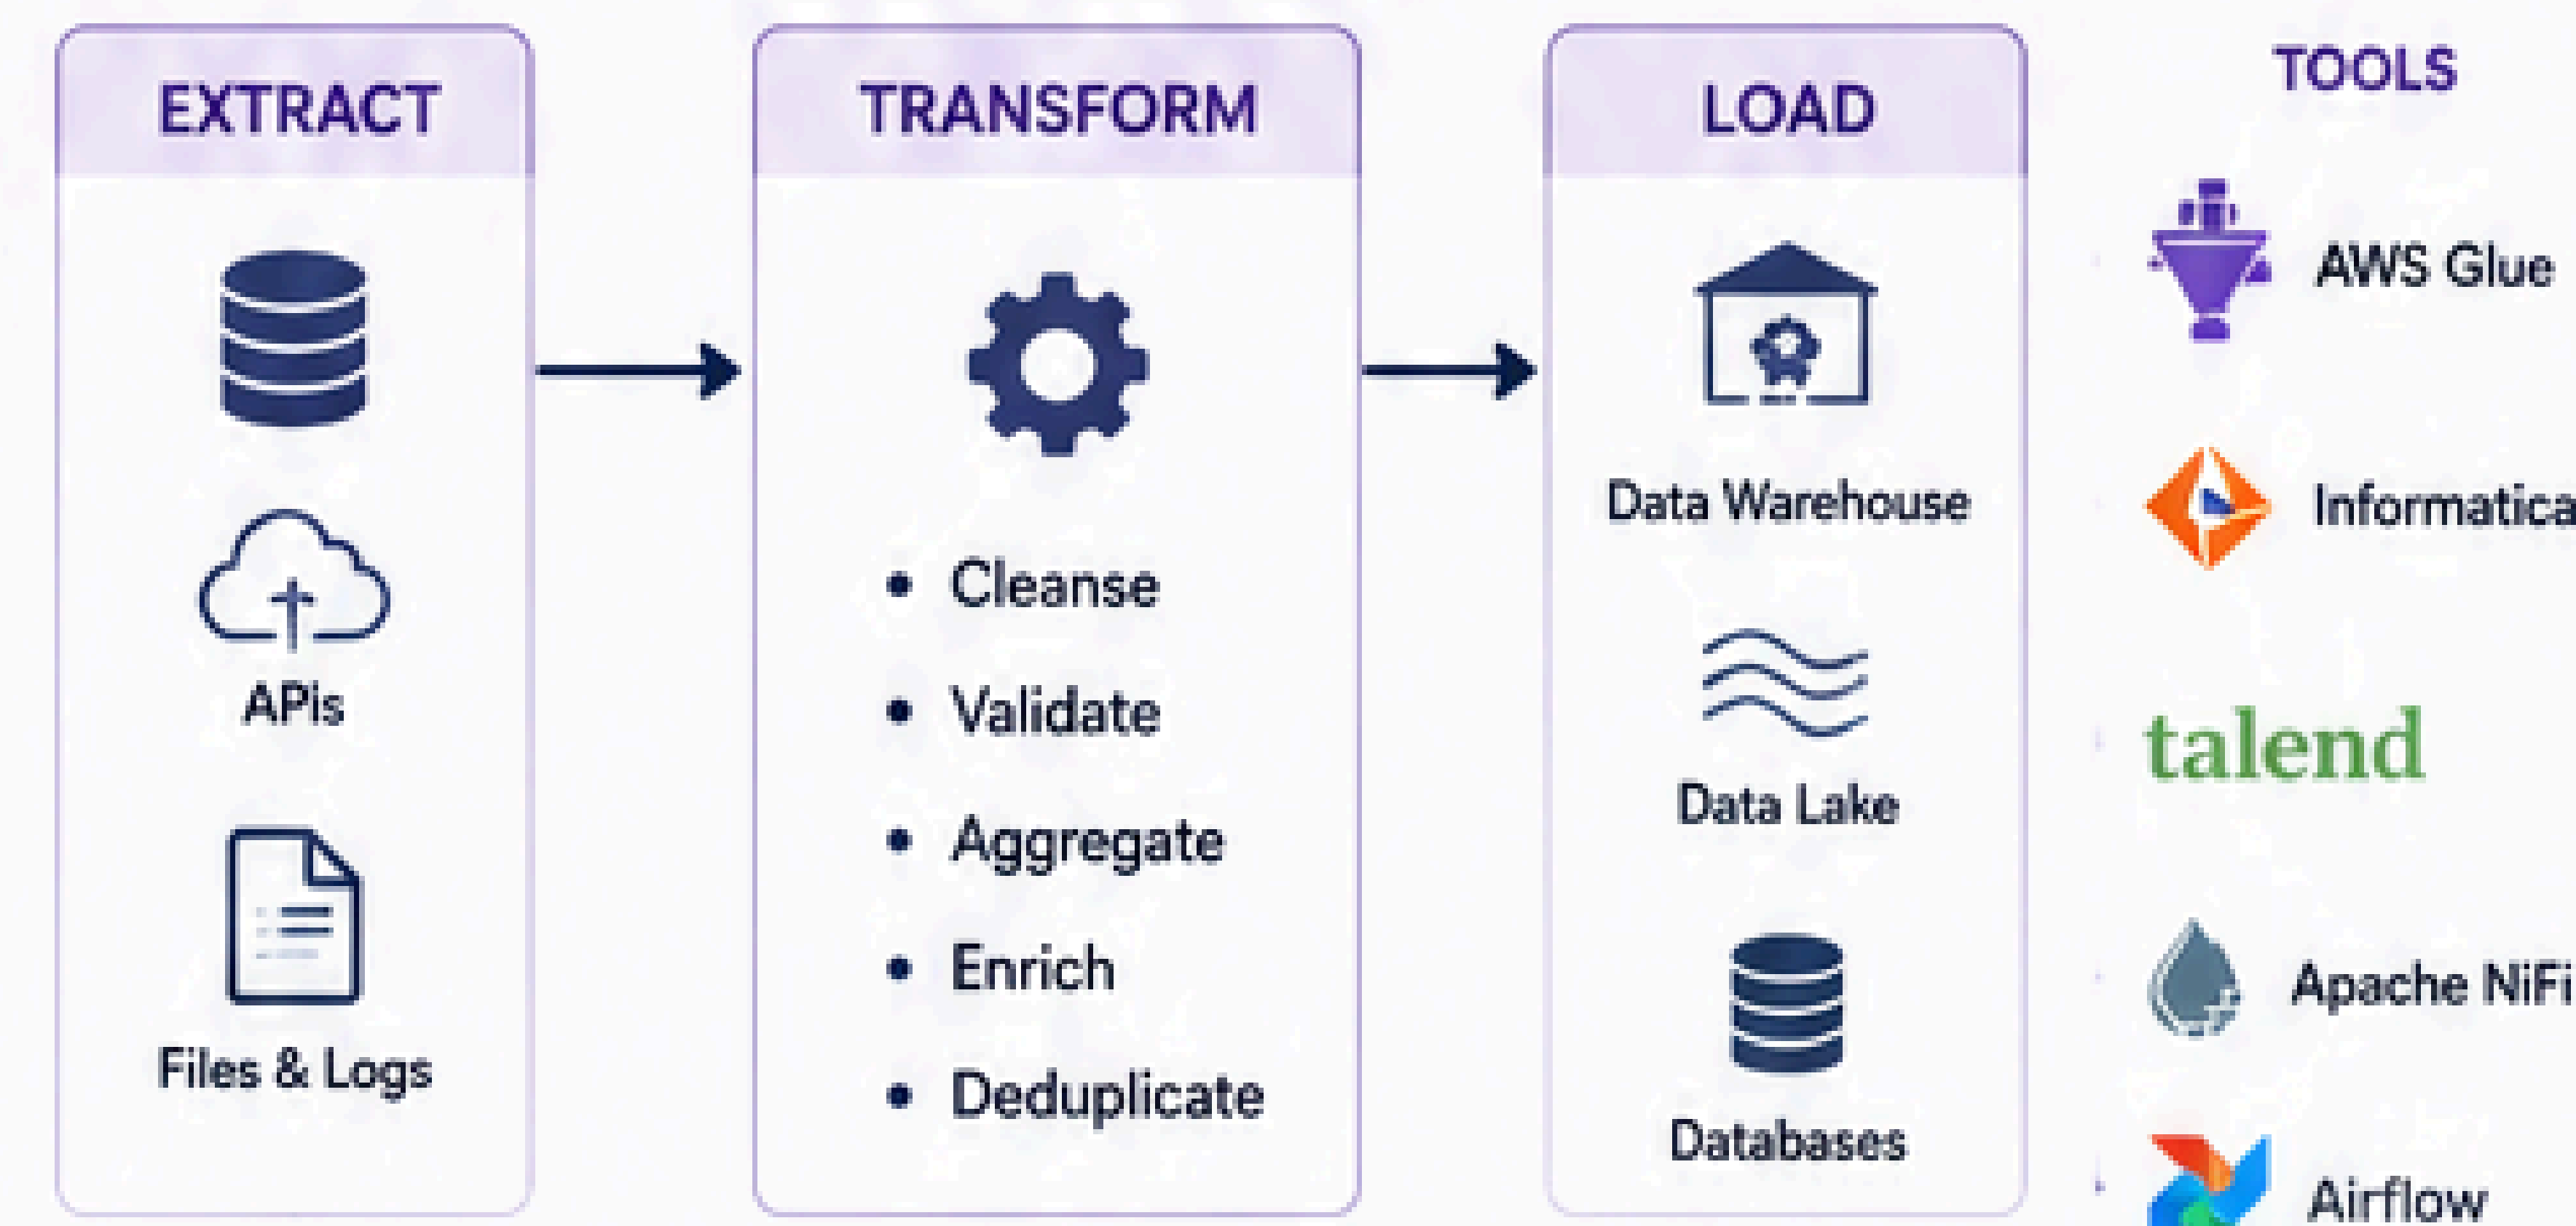 EXTRACT
APis
Files & Logs
TRANSFORM
• Cleanse
• Validate
• Aggregate
• Enrich
• Deduplicate
LOAD
Data Warehouse
Data Lake
Databases
TOOLS
AWS Glue
Informatica
talend
Apache NiFi
Airflow